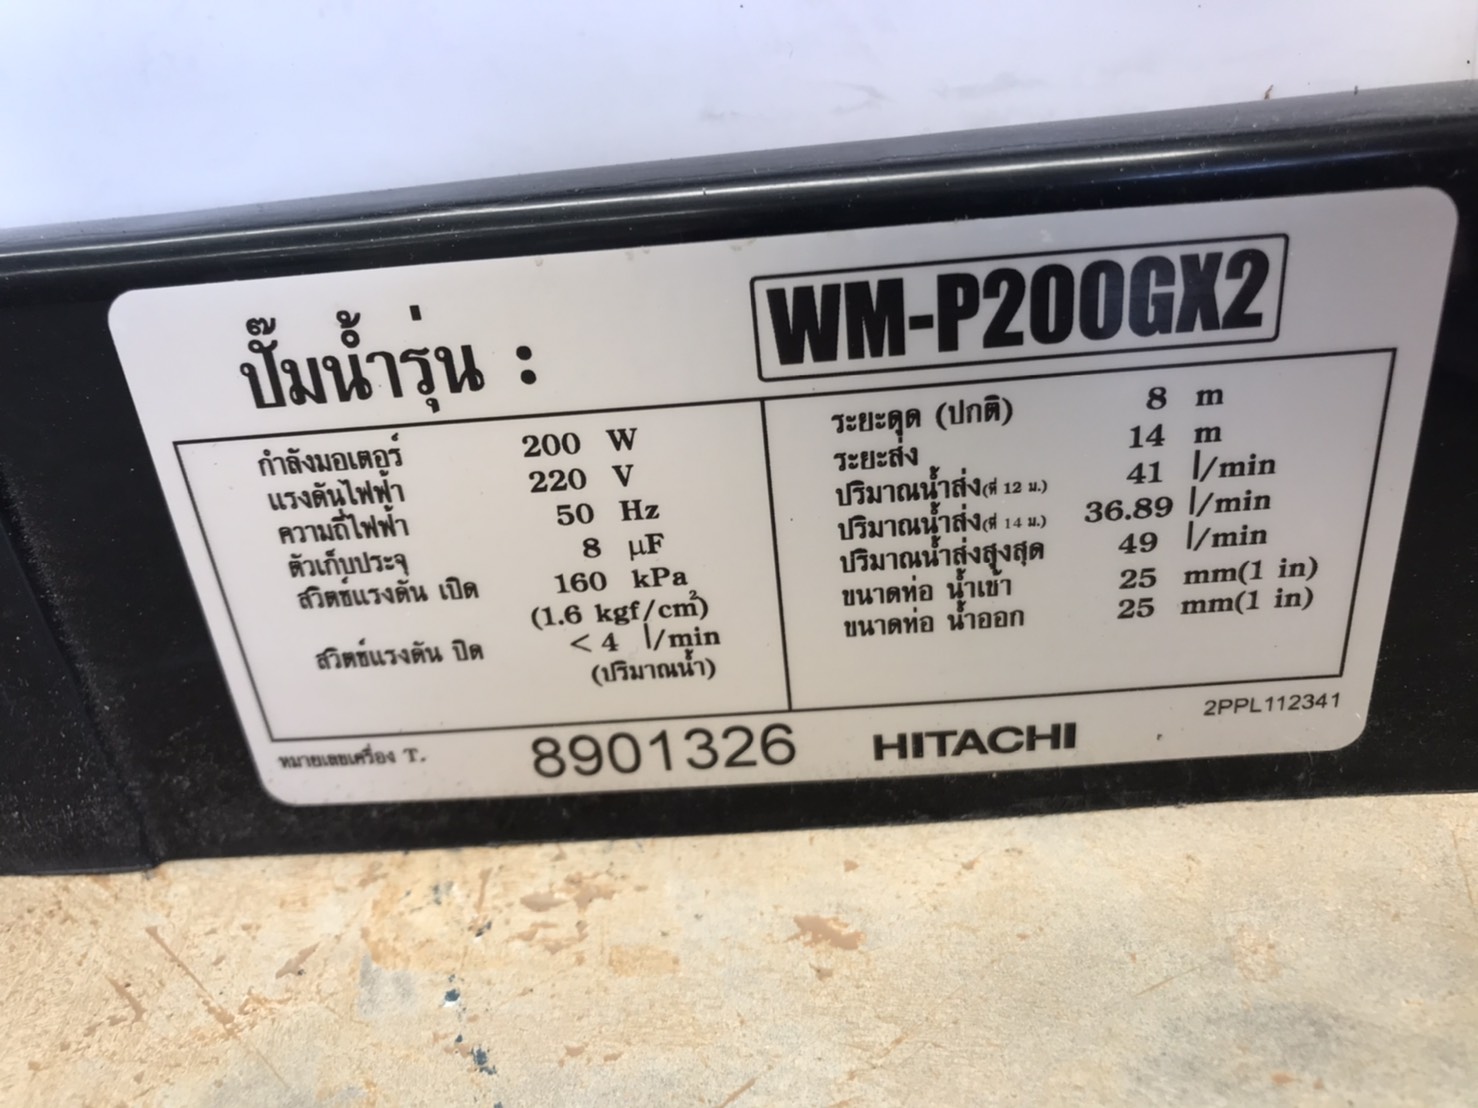 ปั๊มน้ำรุ่น : WM-P200GX2
กำลังมอเตอร์ 200 W
แรงดันไฟฟ้า 220 V
ความถี่ไฟฟ้า 50 Hz
ตัวเก็บประจุ 8 μF
สวิตช์แรงดัน เปิด 160 kPa
(1.6 kgf/cm²)
สวิตช์แรงดัน ปิด < 4 l/min
(ปริมาณน้ำ)
ระยะดูด (ปกติ) 8 m
ระยะส่ง 14 m
ปริมาณน้ำส่ง(ที่ 12 ม.) 41 l/min
ปริมาณน้ำส่ง(ที่ 14 ม.) 36.89 l/min
ปริมาณน้ำส่งสูงสุด 49 l/min
ขนาดท่อ น้ำเข้า 25 mm(1 in)
ขนาดท่อ น้ำออก 25 mm(1 in)
2PPL112341
หมายเลขเครื่อง T. 8901326 HITACHI